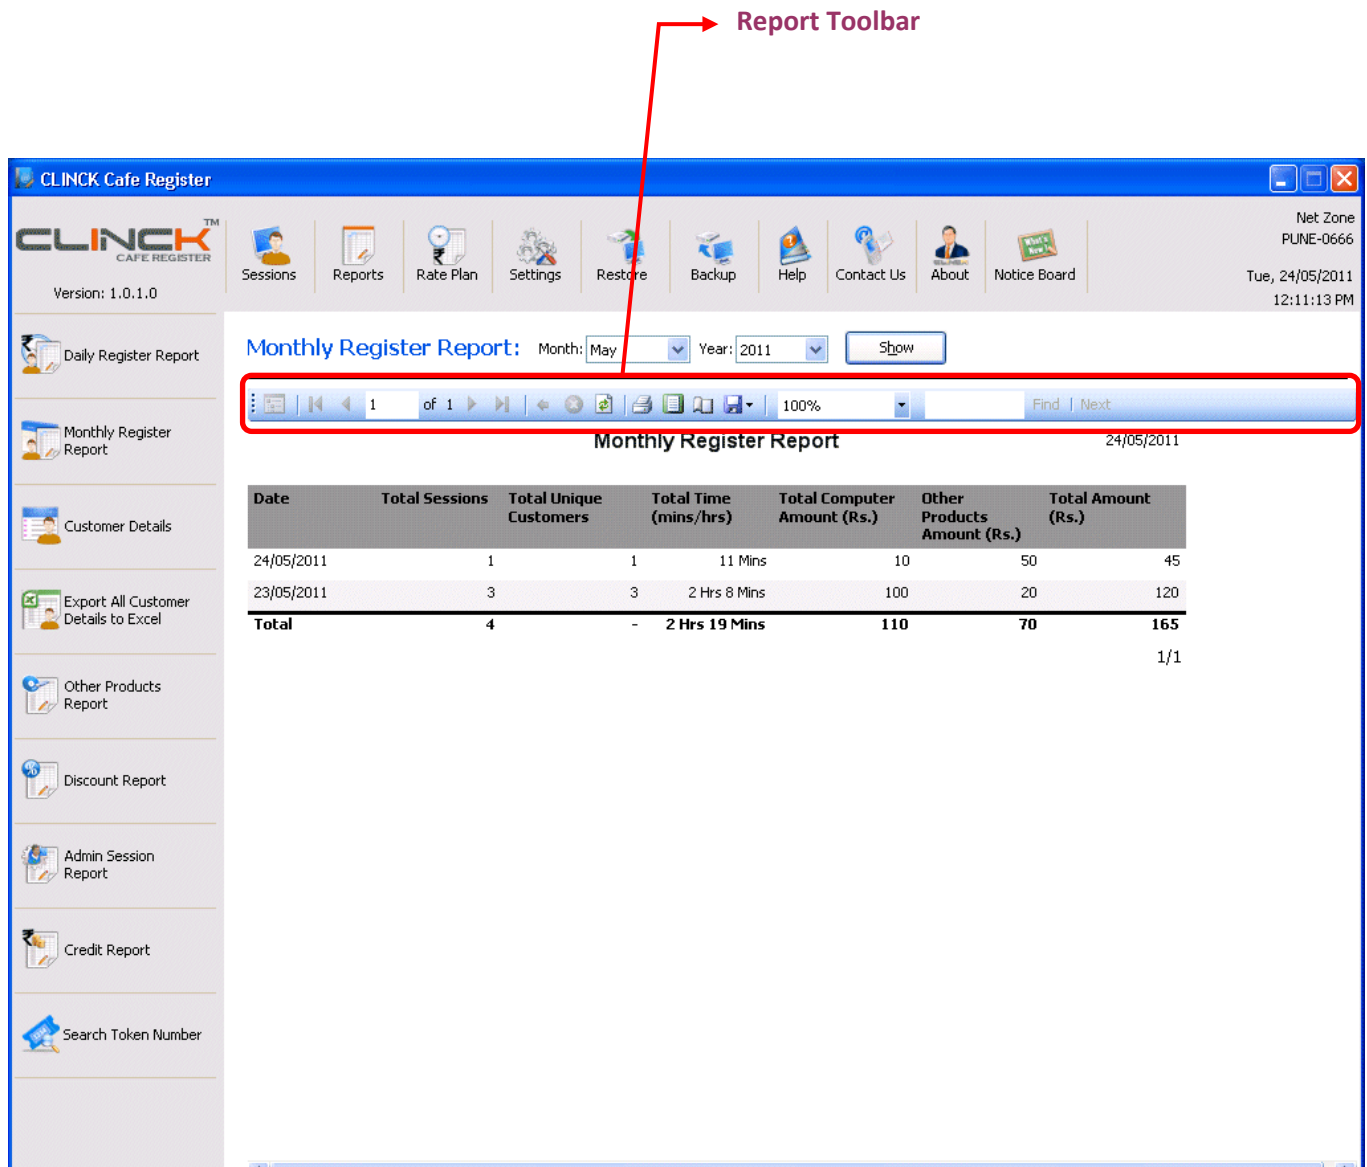 Report Toolbar
CLINCK Cafe Register
CLINCK TM
CAFE REGISTER
Version: 1.0.1.0
Sessions
Reports
Rate Plan
Settings
Restore
Backup
Help
Contact Us
About
What's New
Notice Board
Net Zone
PUNE-0666
Tue, 24/05/2011
12:11:13 PM
Daily Register Report
Monthly Register
Report
Customer Details
Export All Customer
Details to Excel
Other Products
Report
Discount Report
Admin Session
Report
Credit Report
Search Token Number
Monthly Register Report: Month: May Year: 2011 Show
1 of 1 100% Find | Next
Monthly Register Report 24/05/2011
Date Total Sessions Total Unique Total Time Total Computer Other Total Amount
Customers (mins/hrs) Amount (Rs.) Products (Rs.)
Amount (Rs.)
24/05/2011 1 1 11 Mins 10 50 45
23/05/2011 3 3 2 Hrs 8 Mins 100 20 120
Total 4 - 2 Hrs 19 Mins 110 70 165
1/1